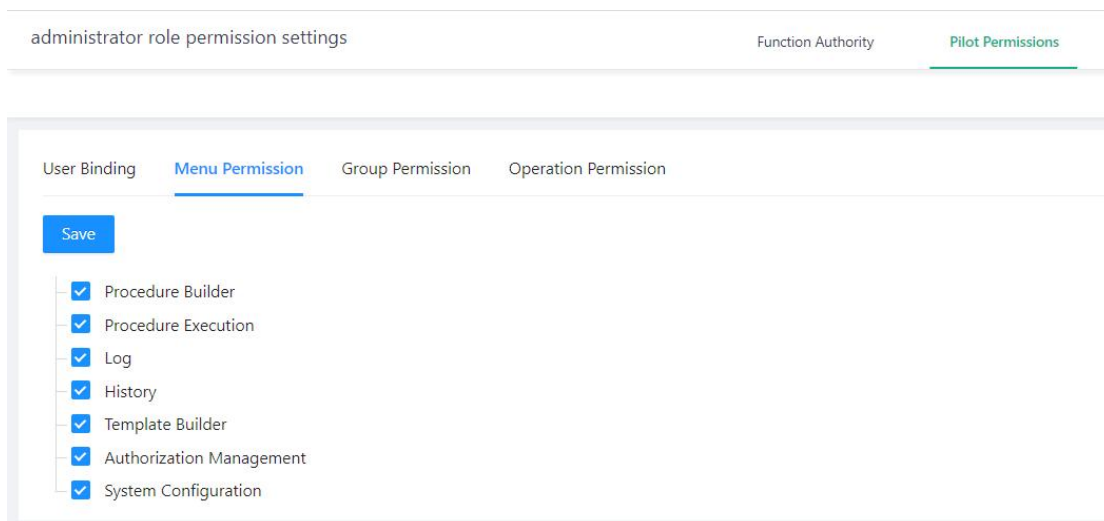 administrator role permission settings Function Authority Pilot Permissions
User Binding Menu Permission Group Permission Operation Permission
Save
Procedure Builder
Procedure Execution
Log
History
Template Builder
Authorization Management
System Configuration